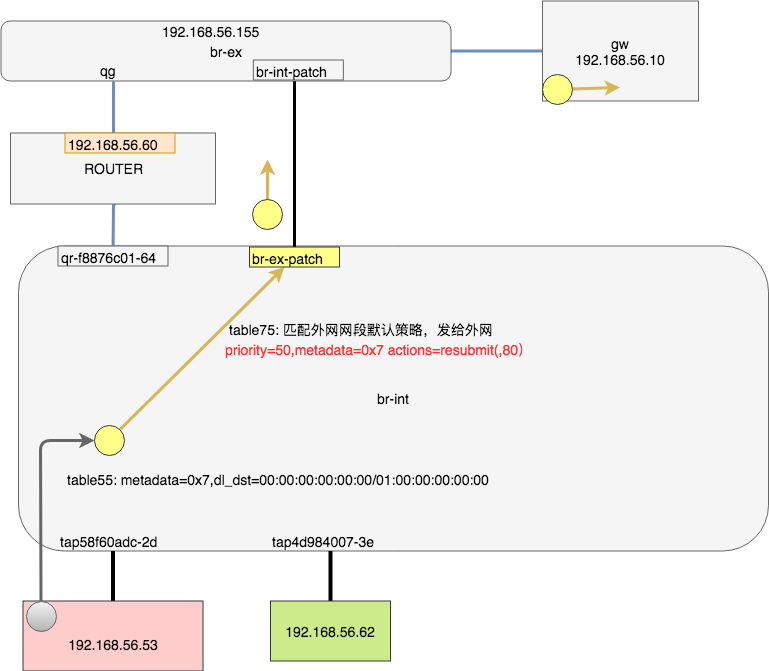 192.168.56.155
br-ex
qg
br-int-patch
gw
192.168.56.10
192.168.56.60
ROUTER
qr-f8876c01-64
br-ex-patch
table75: 匹配外网网段默认策略，发给外网
priority=50,metadata=0x7 actions=resubmit(,80）
br-int
table55: metadata=0x7,dl_dst=00:00:00:00:00:00/01:00:00:00:00:00
tap58f60adc-2d
tap4d984007-3e
192.168.56.53
192.168.56.62